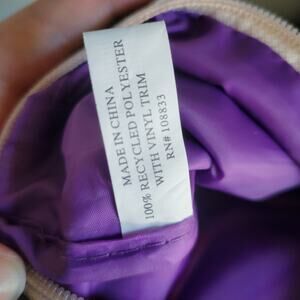 MADE IN CHINA
100% RECYCLED POLYESTER
WITH VINYL TRIM
RN# 108833